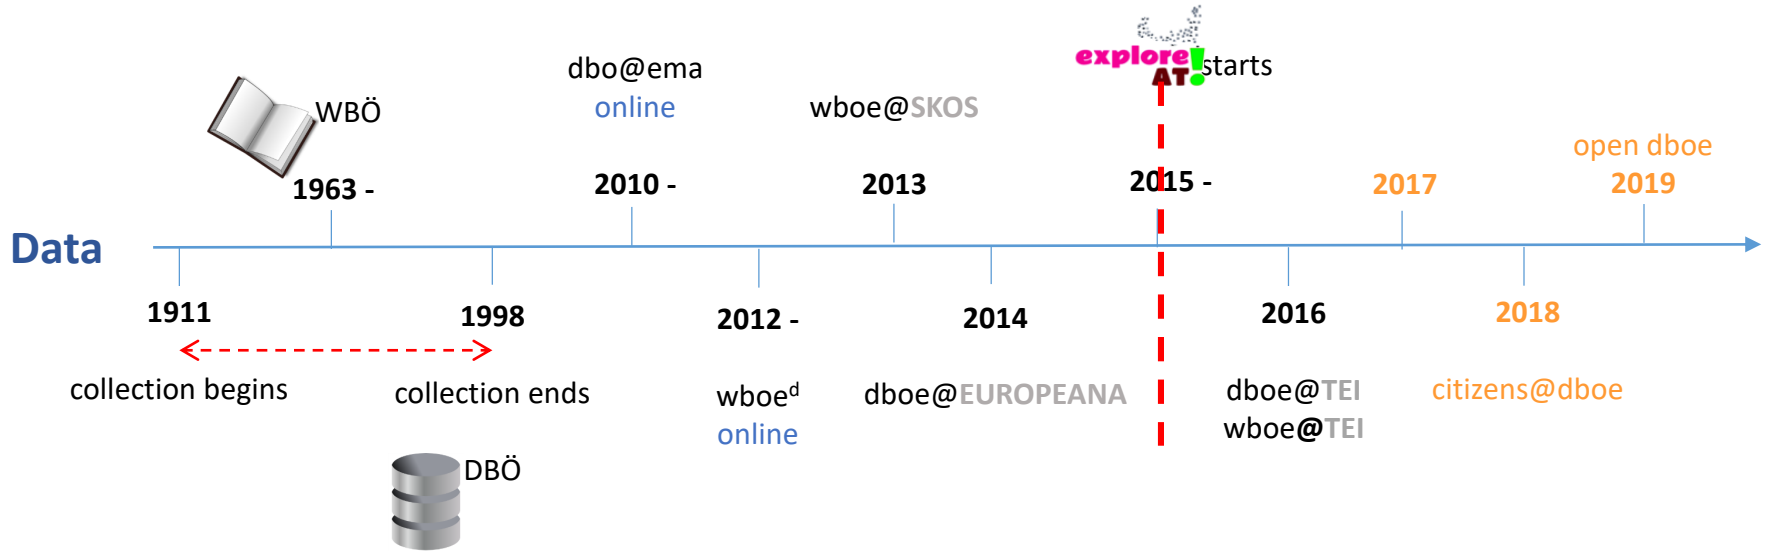 explore!
AT!
starts
dbo@ema
online
WBÖ
wboe@SKOS
open dboe
1963 -
2010 -
2013
2015 -
2017
2019
Data
1911
1998
2012 -
2014
2016
2018
collection begins
collection ends
wboeᵈ
online
dboe@EUROPEANA
dboe@TEI
wboe@TEI
citizens@dboe
DBÖ